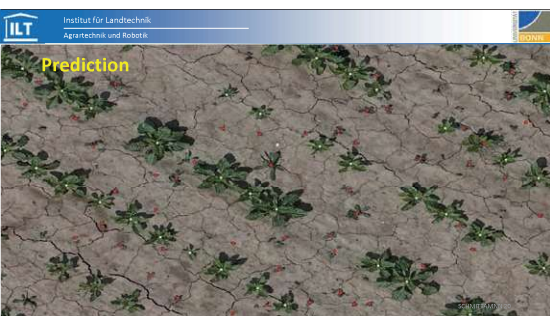 ILT
Institut für Landtechnik
Agrartechnik und Robotik
BONN
Prediction